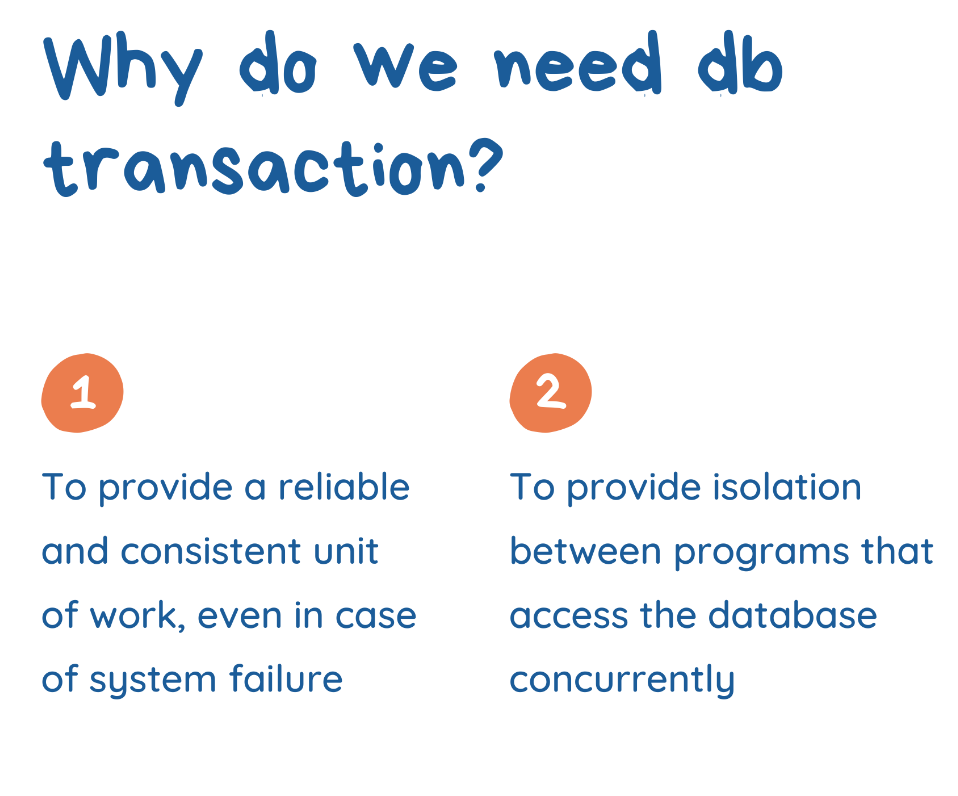 Why do we need db
transaction?
1
To provide a reliable
and consistent unit
of work, even in case
of system failure
2
To provide isolation
between programs that
access the database
concurrently